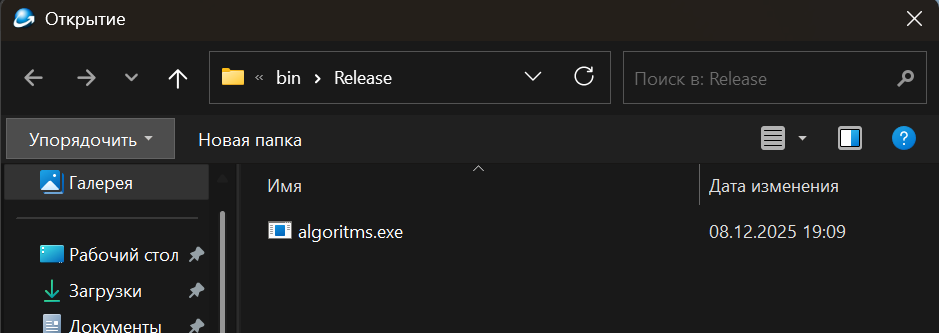 Открытие
« bin > Release
Поиск в: Release
Упорядочить
Новая папка
?
Галерея
Рабочий стол
Загрузки
Документы
Имя
Дата изменения
algoritms.exe
08.12.2025 19:09